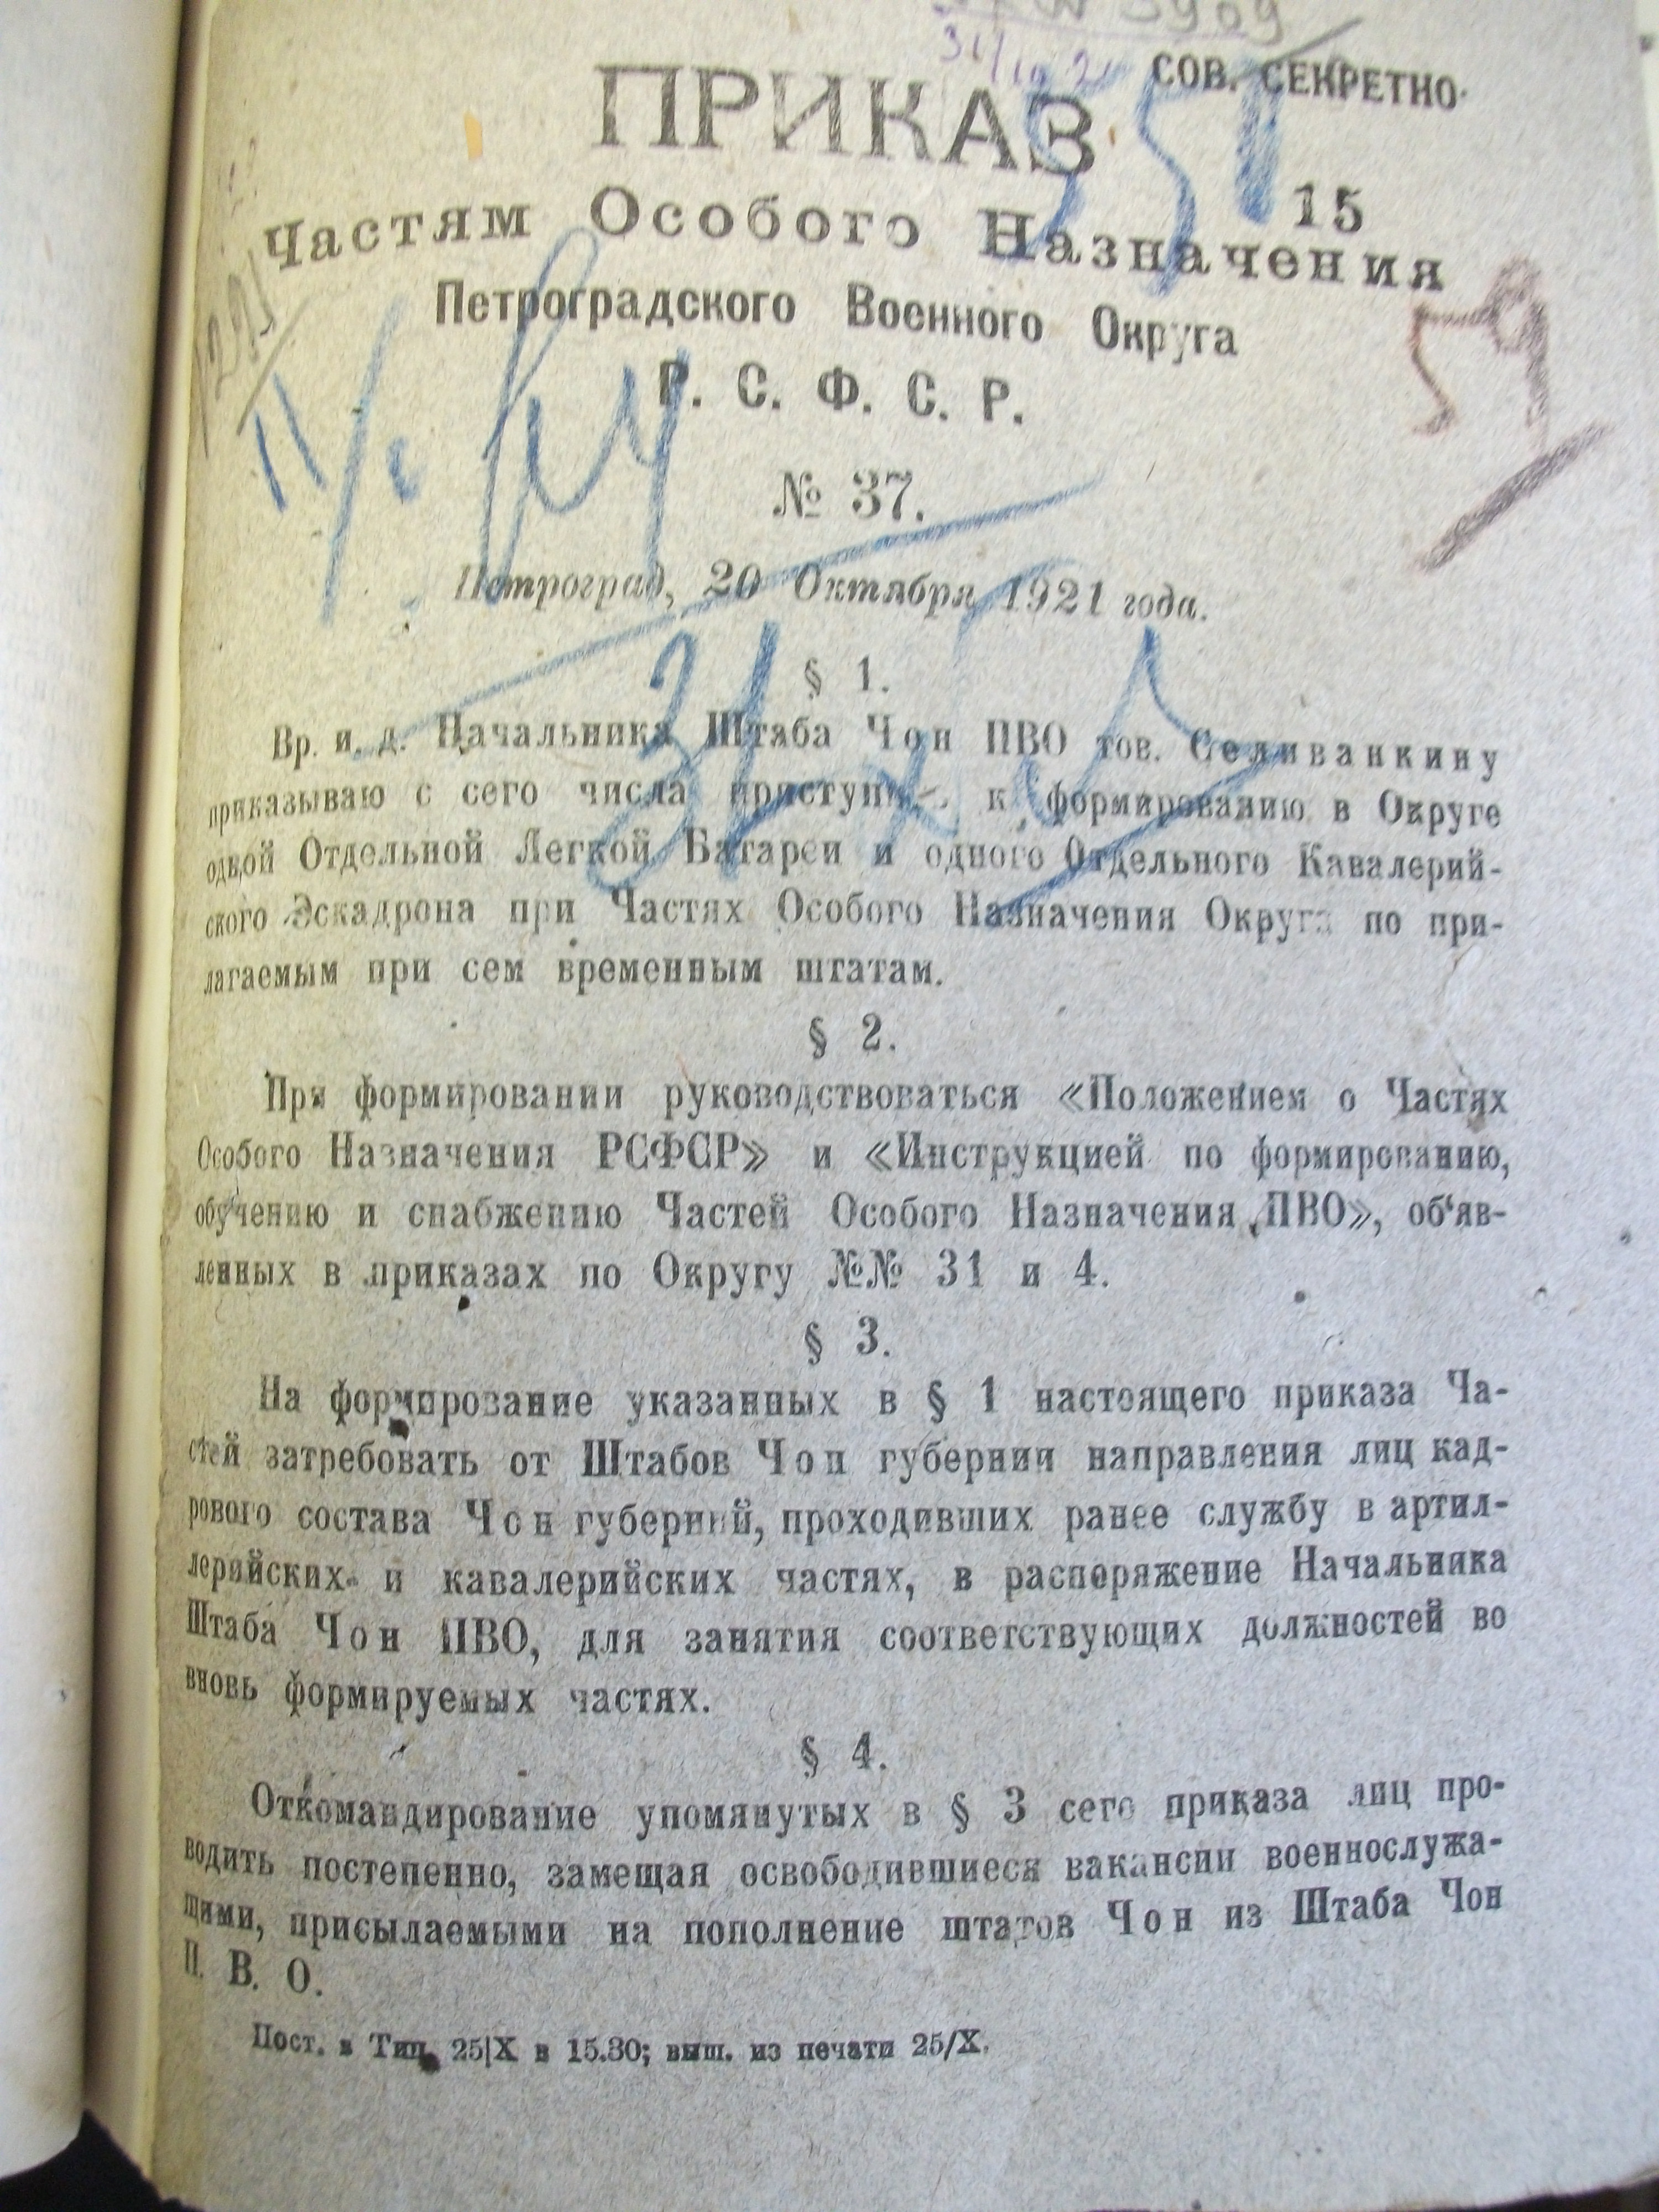 3909
31/
СОВ. СЕКРЕТНО.
ПРИКАЗ
15
Частям Особого Назначения
59
Петроградского Военного Округа
Р. С. Ф. С. Р.
№ 37.
Петроград, 20 Октября 1921 года.
§ 1.
Вр. и. д. Начальника Штаба Чон ПВО тов. Селиванкину
приказываю с сего числа к формированию в Округе
одной Отдельной Легкой Батареи и одного Отдельного Кавалерий-
ского Эскадрона при Частях Особого Назначения Округа по при-
лагаемым при сем временным штатам.
§ 2.
При формировании руководствоваться «Положением о Частях
Особого Назначения РСФСР» и «Инструкцией по формированию,
обучению и снабжению Частей Особого Назначения ПВО», об‘яв-
ленных в приказах по Округу №№ 31 и 4.
§ 3.
На формирование указанных в § 1 настоящего приказа Ча-
стей затребовать от Штабов Чон губернии направления лиц кад-
рового состава Чон губерний, проходивших ранее службу в артил-
лерийских и кавалерийских частях, в распоряжение Начальника
Штаба Чон ПВО, для занятия соответствующих должностей во
вновь формируемых частях.
§ 4.
Откомандирование упомянутых в § 3 сего приказа лиц про-
водить постепенно, замещая освободившиеся вакансии военнослужа-
щими, присылаемыми на пополнение штатов Чон из Штаба Чон
П. В. О.
Пост. в Тип. 25|X в 15.30; выш. из печати 25/X.